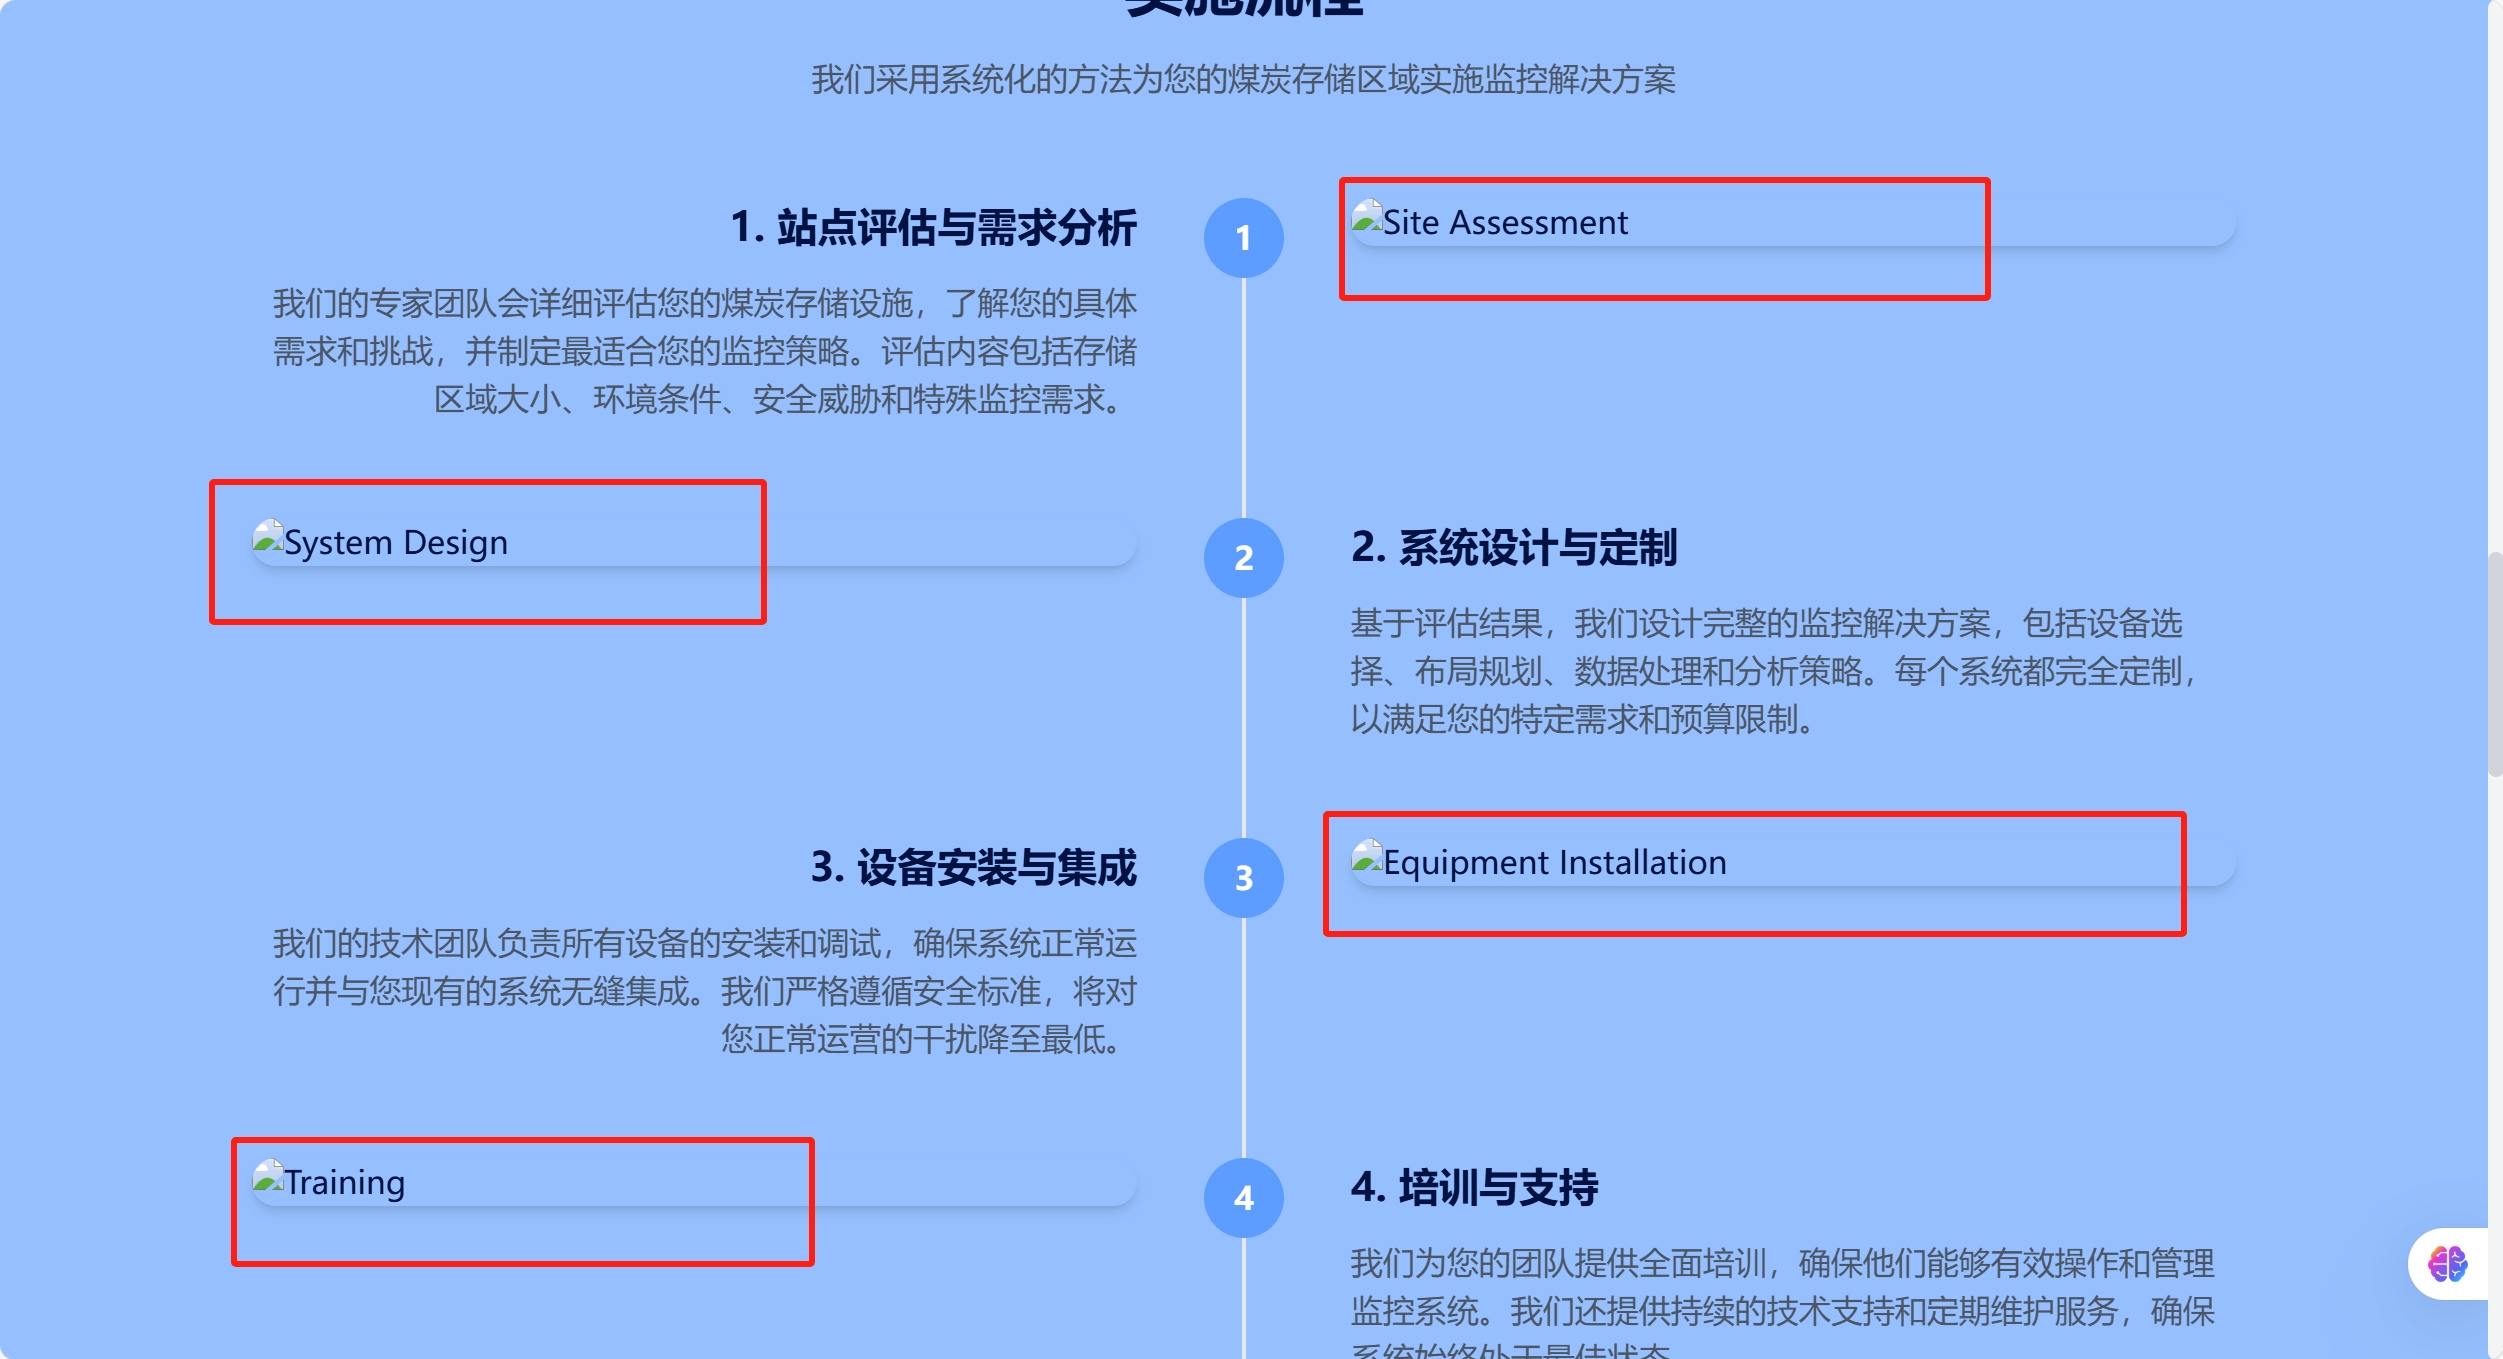 实施流程
我们采用系统化的方法为您的煤炭存储区域实施监控解决方案
1. 站点评估与需求分析
我们的专家团队会详细评估您的煤炭存储设施，了解您的具体
需求和挑战，并制定最适合您的监控策略。评估内容包括存储
区域大小、环境条件、安全威胁和特殊监控需求。
1
Site Assessment
System Design
2
2. 系统设计与定制
基于评估结果，我们设计完整的监控解决方案，包括设备选
择、布局规划、数据处理和分析策略。每个系统都完全定制，
以满足您的特定需求和预算限制。
3. 设备安装与集成
我们的技术团队负责所有设备的安装和调试，确保系统正常运
行并与您现有的系统无缝集成。我们严格遵循安全标准，将对
您正常运营的干扰降至最低。
3
Equipment Installation
Training
4
4. 培训与支持
我们为您的团队提供全面培训，确保他们能够有效操作和管理
监控系统。我们还提供持续的技术支持和定期维护服务，确保
系统始终处于最佳状态